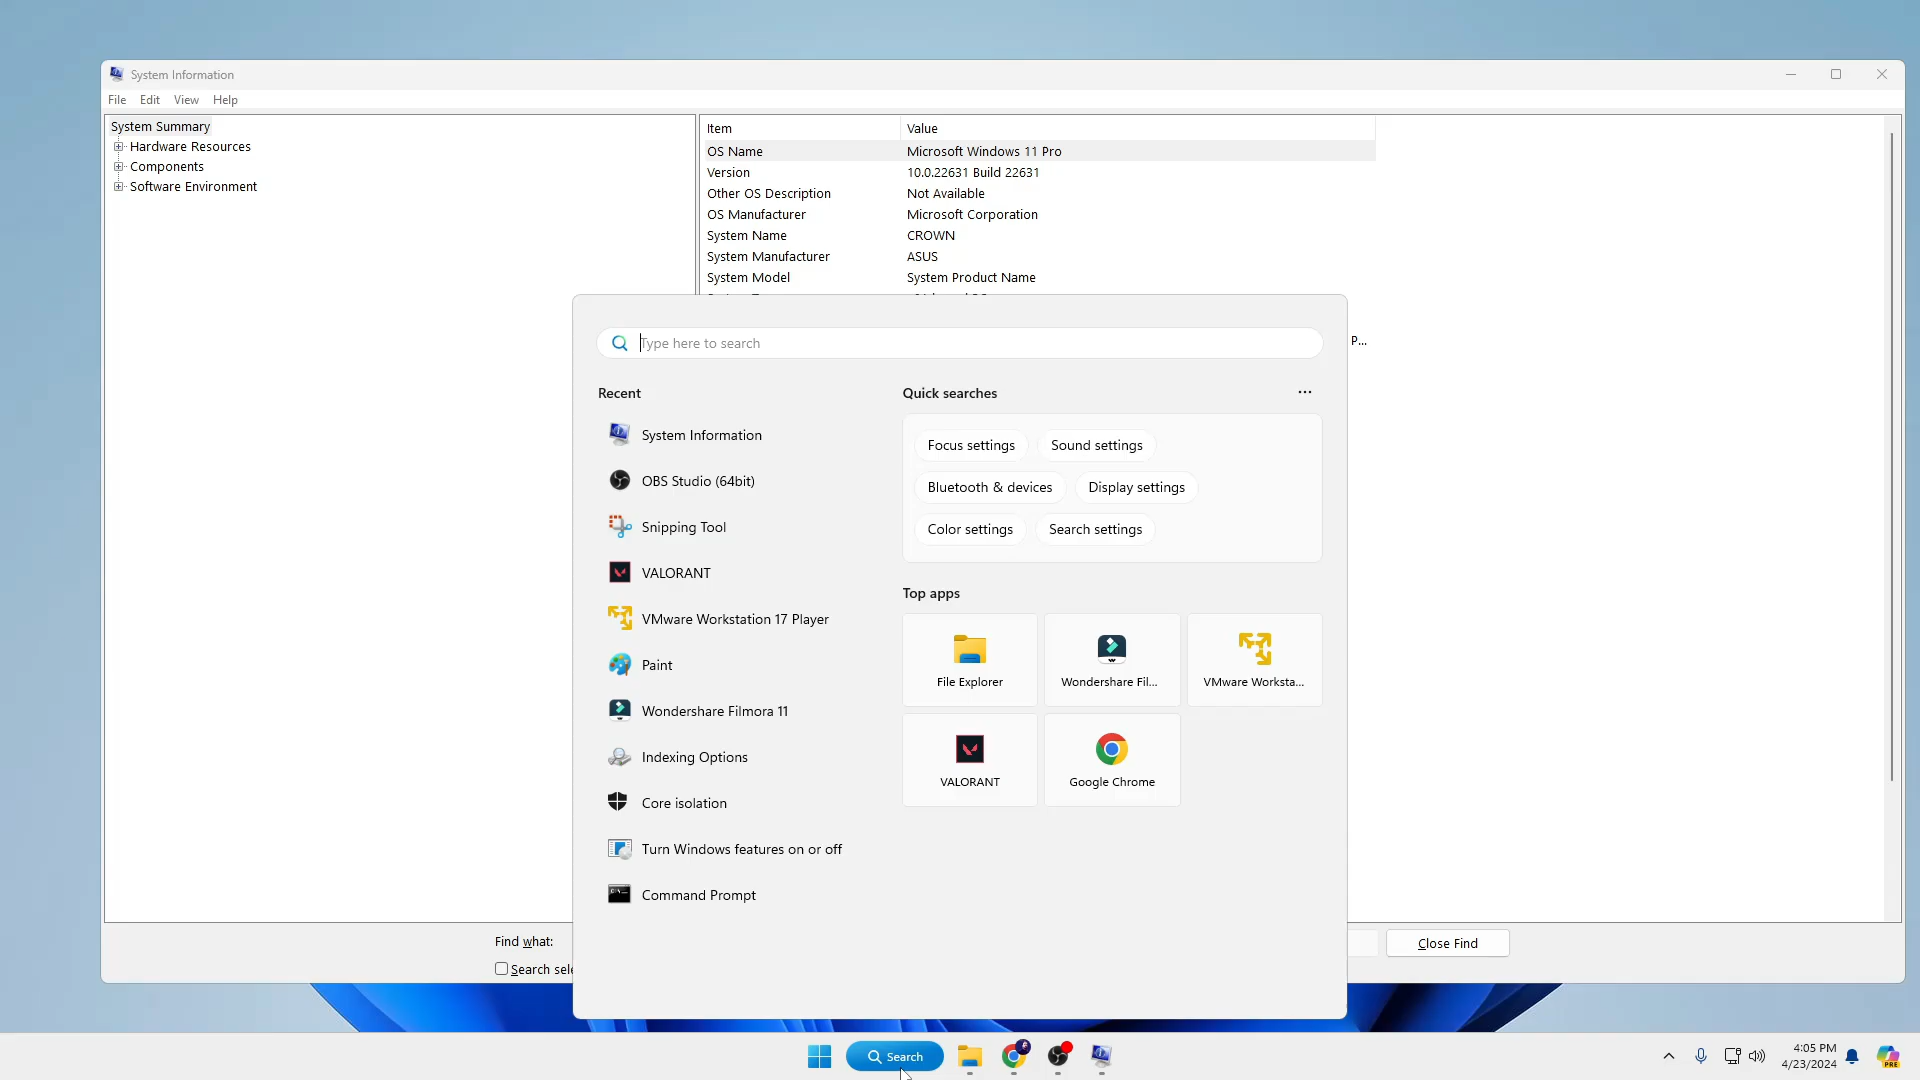 System Information
File Edit View Help
System Summary
Hardware Resources
Components
Software Environment
Item Value
OS Name Microsoft Windows 11 Pro
Version 10.0.22631 Build 22631
Other OS Description Not Available
OS Manufacturer Microsoft Corporation
System Name CROWN
System Manufacturer ASUS
System Model System Product Name
P...
Type here to search
Recent
System Information
OBS Studio (64bit)
Snipping Tool
VALORANT
VMware Workstation 17 Player
Paint
Wondershare Filmora 11
Indexing Options
Core isolation
Turn Windows features on or off
Command Prompt
Quick searches
Focus settings Sound settings
Bluetooth & devices Display settings
Color settings Search settings
Top apps
File Explorer Wondershare Fil... VMware Worksta...
VALORANT Google Chrome
Find what:
Close Find
Search sele
Search
4:05 PM
4/23/2024
PRE